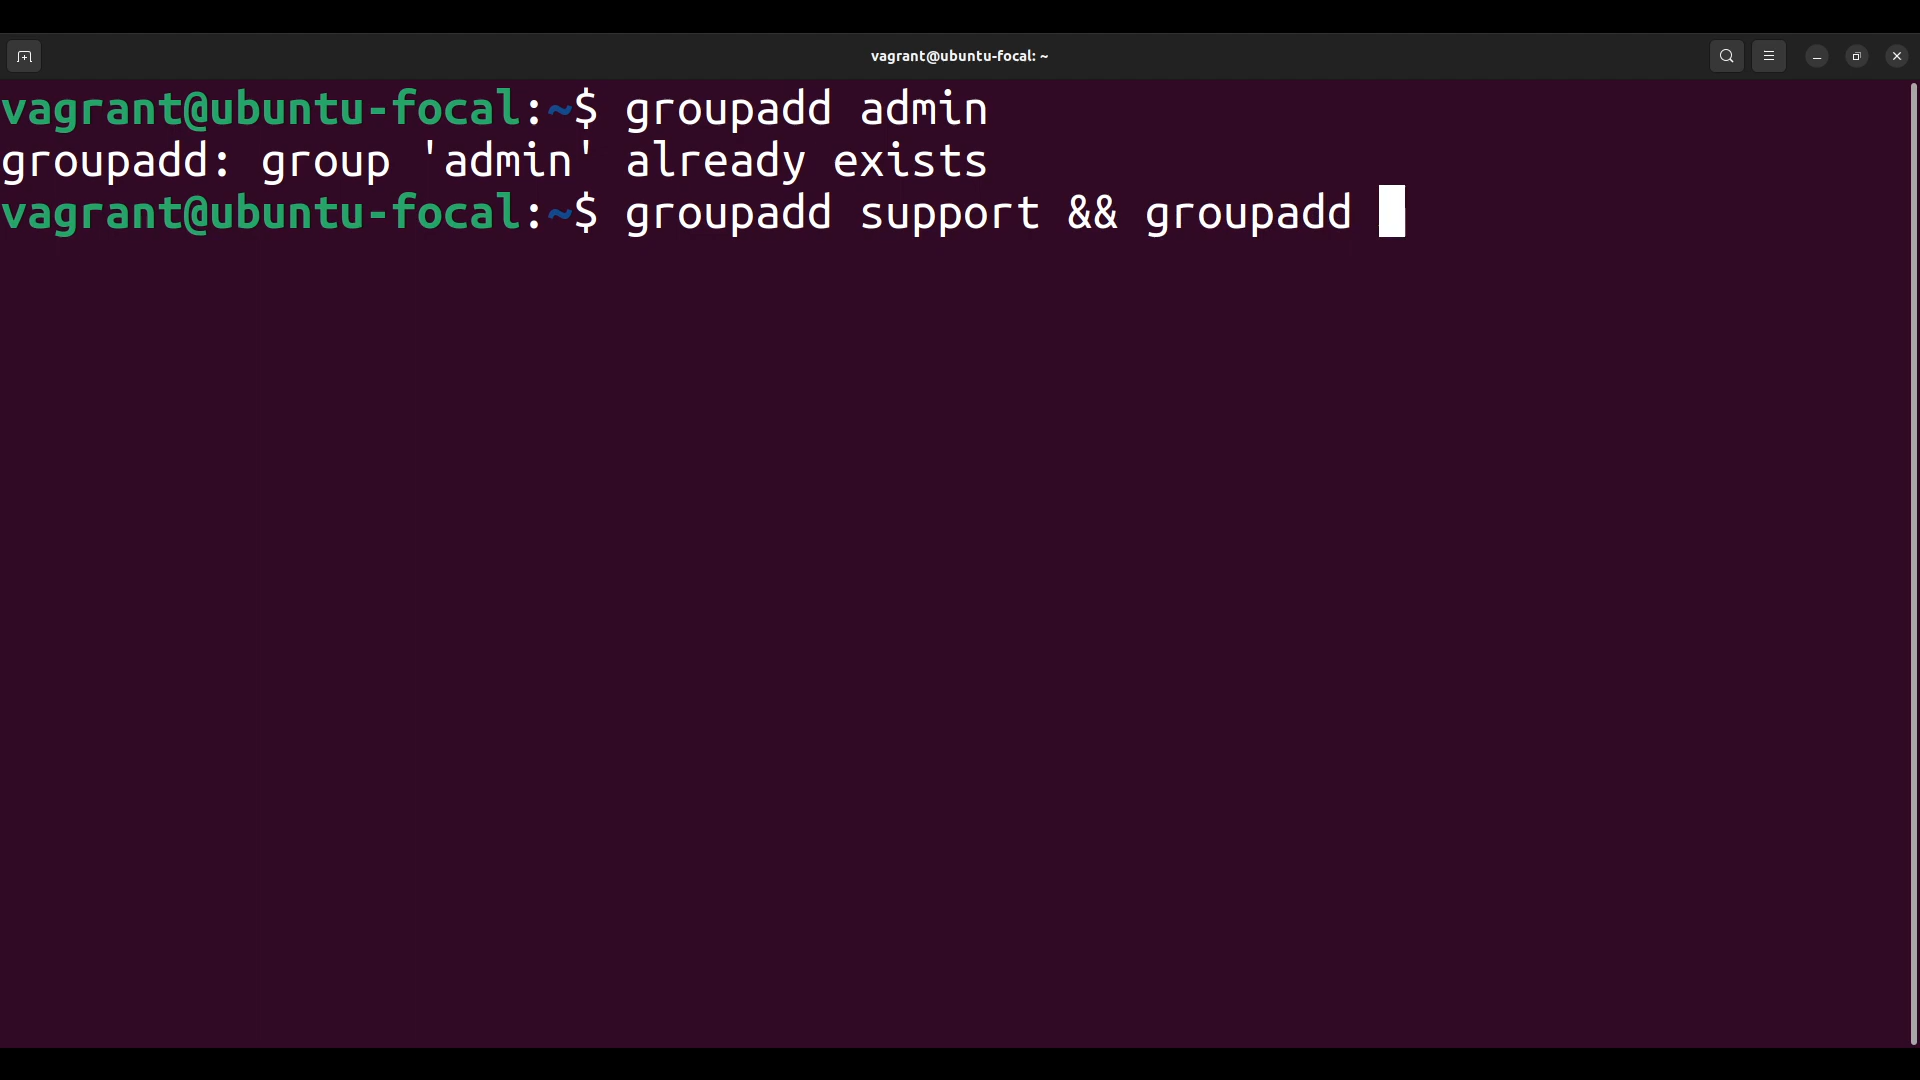 vagrant@ubuntu-focal: ~
vagrant@ubuntu-focal:~$ groupadd admin
groupadd: group 'admin' already exists
vagrant@ubuntu-focal:~$ groupadd support && groupadd